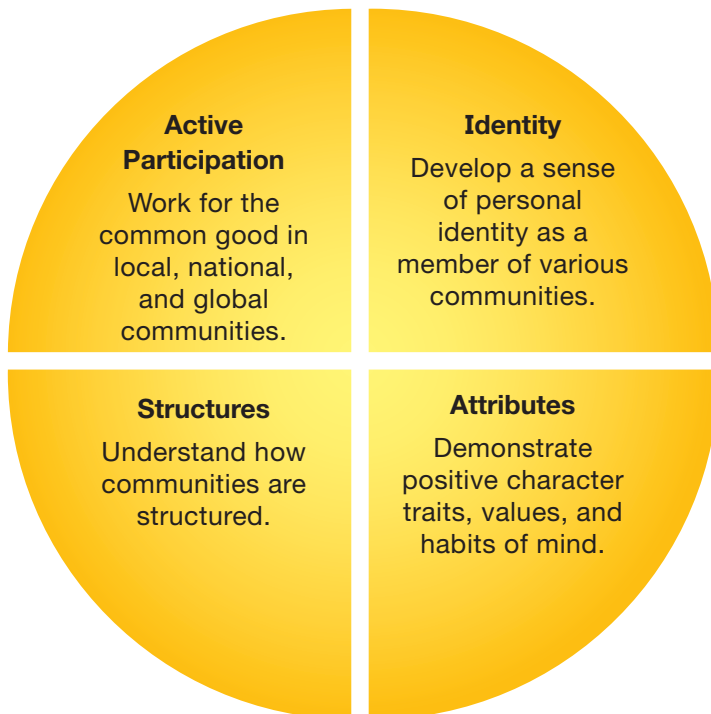 Active
Participation
Work for the
common good in
local, national,
and global
communities.
Identity
Develop a sense
of personal
identity as a
member of various
communities.
Structures
Understand how
communities are
structured.
Attributes
Demonstrate
positive character
traits, values, and
habits of mind.